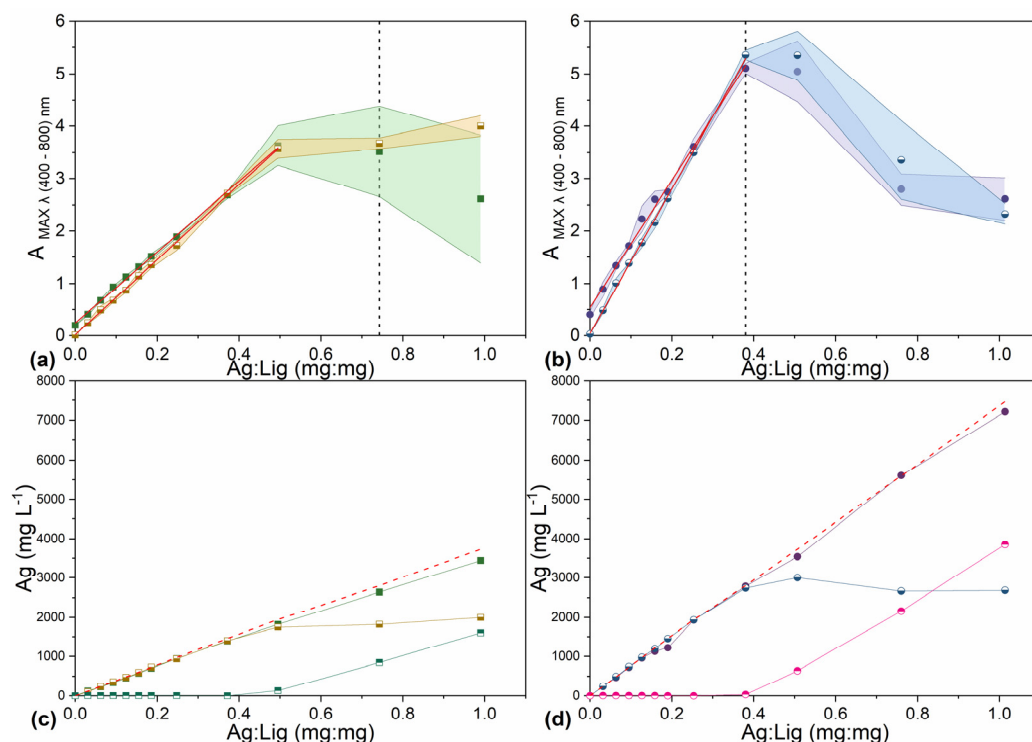 6
5
4
3
2
1
0
A MAX λ (400 - 800) nm
0.0 0.2 0.4 0.6 0.8 1.0
(a) Ag:Lig (mg:mg)
6
5
4
3
2
1
0
A MAX λ (400 - 800) nm
0.0 0.2 0.4 0.6 0.8 1.0
(b) Ag:Lig (mg:mg)
8000
7000
6000
5000
4000
3000
2000
1000
0
Ag (mg L-1)
(c) 0.0 0.2 0.4 0.6 0.8 1.0
Ag:Lig (mg:mg)
8000
7000
6000
5000
4000
3000
2000
1000
0
Ag (mg L-1)
(d) 0.0 0.2 0.4 0.6 0.8 1.0
Ag:Lig (mg:mg)